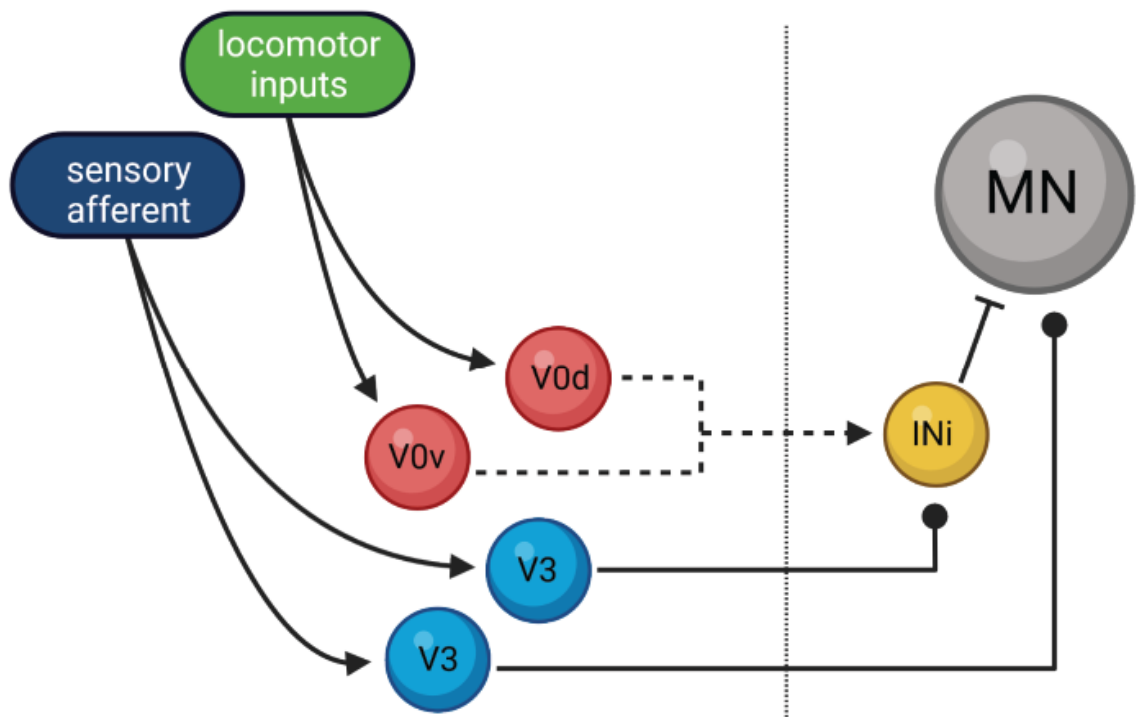 locomotor
inputs
sensory
afferent
MN
V0d
V0v
INi
V3
V3